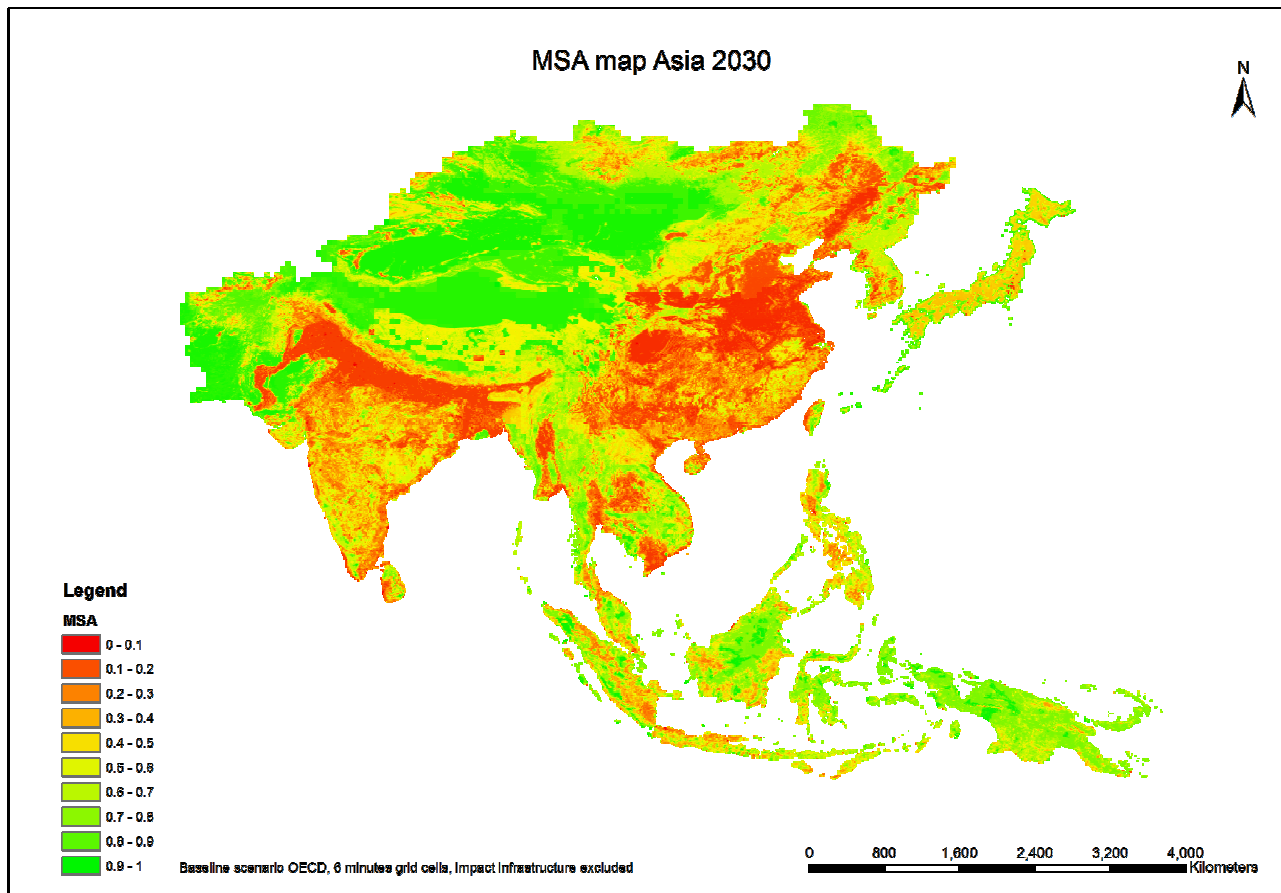 MSA map Asia 2030
N
Legend
MSA
0 - 0.1
0.1 - 0.2
0.2 - 0.3
0.3 - 0.4
0.4 - 0.5
0.5 - 0.6
0.6 - 0.7
0.7 - 0.8
0.8 - 0.9
0.9 - 1
Baseline scenario OECD, 6 minutes grid cells, Impact Infrastructure excluded
0 800 1,600 2,400 3,200 4,000
Kilometers